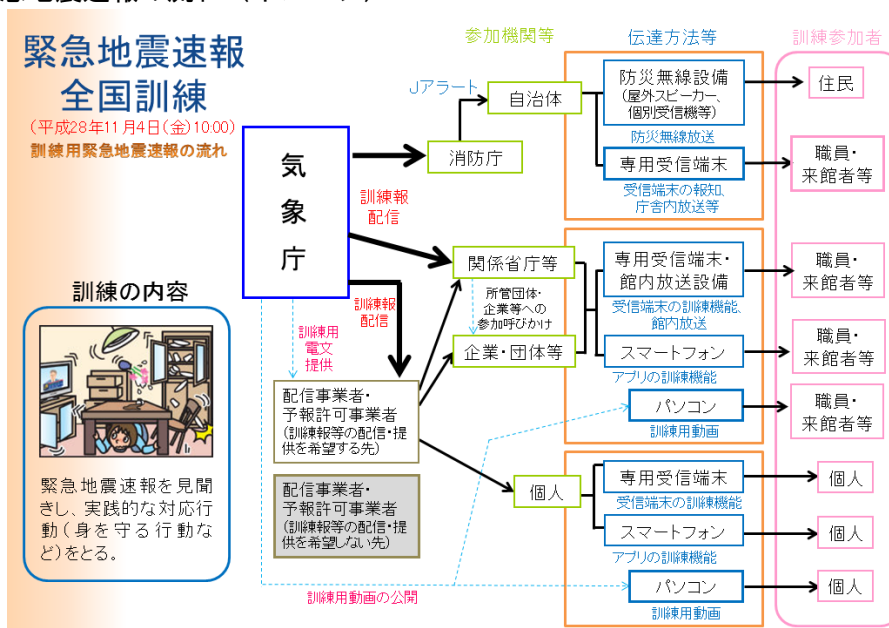 緊急地震速報
全国訓練
(平成28年11月4日(金)10:00)
訓練用緊急地震速報の流れ
参加機関等
伝達方法等
訓練参加者
Jアラート
自治体
消防庁
防災無線設備
(屋外スピーカー、
個別受信機等)
防災無線放送
専用受信端末
受信端末の報知、
庁舎内放送等
住民
職員・
来館者等
気
象
庁
訓練報
配信
訓練報
配信
訓練用
電文
提供
関係省庁等
所管団体・
企業等への
参加呼びかけ
企業・団体等
専用受信端末・
館内放送設備
受信端末の訓練機能、
館内放送
スマートフォン
アプリの訓練機能
パソコン
訓練用動画
職員・
来館者等
職員・
来館者等
職員・
来館者等
訓練の内容
緊急地震速報を見聞
きし、実践的な対応行
動(身を守る行動な
ど)をとる。
配信事業者・
予報許可事業者
(訓練報等の配信・提
供を希望する先)
配信事業者・
予報許可事業者
(訓練報等の配信・提
供を希望しない先)
個人
専用受信端末
受信端末の訓練機能
スマートフォン
アプリの訓練機能
パソコン
訓練用動画
個人
個人
個人
訓練用動画の公開